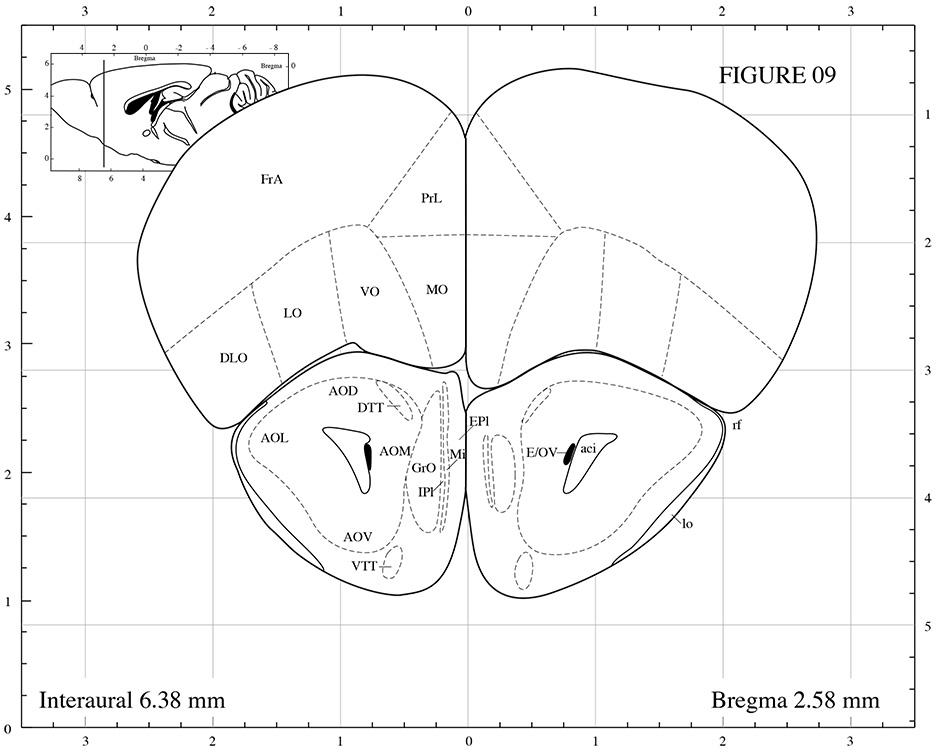 3 2 1 0 1 2 3
4 2 0 -2 -4 -6 -8
Bregma
Bregma 0
6
4
2
0
8 6 4
FIGURE 09
5
4
3
2
1
0
1
2
3
4
5
FrA
PrL
VO
MO
LO
DLO
AOD
DTT
EPl
rf
AOL
AOM
Mi
E/OV
aci
GrO
IPl
lo
AOV
VTT
Interaural 6.38 mm
Bregma 2.58 mm
3 2 1 0 1 2 3